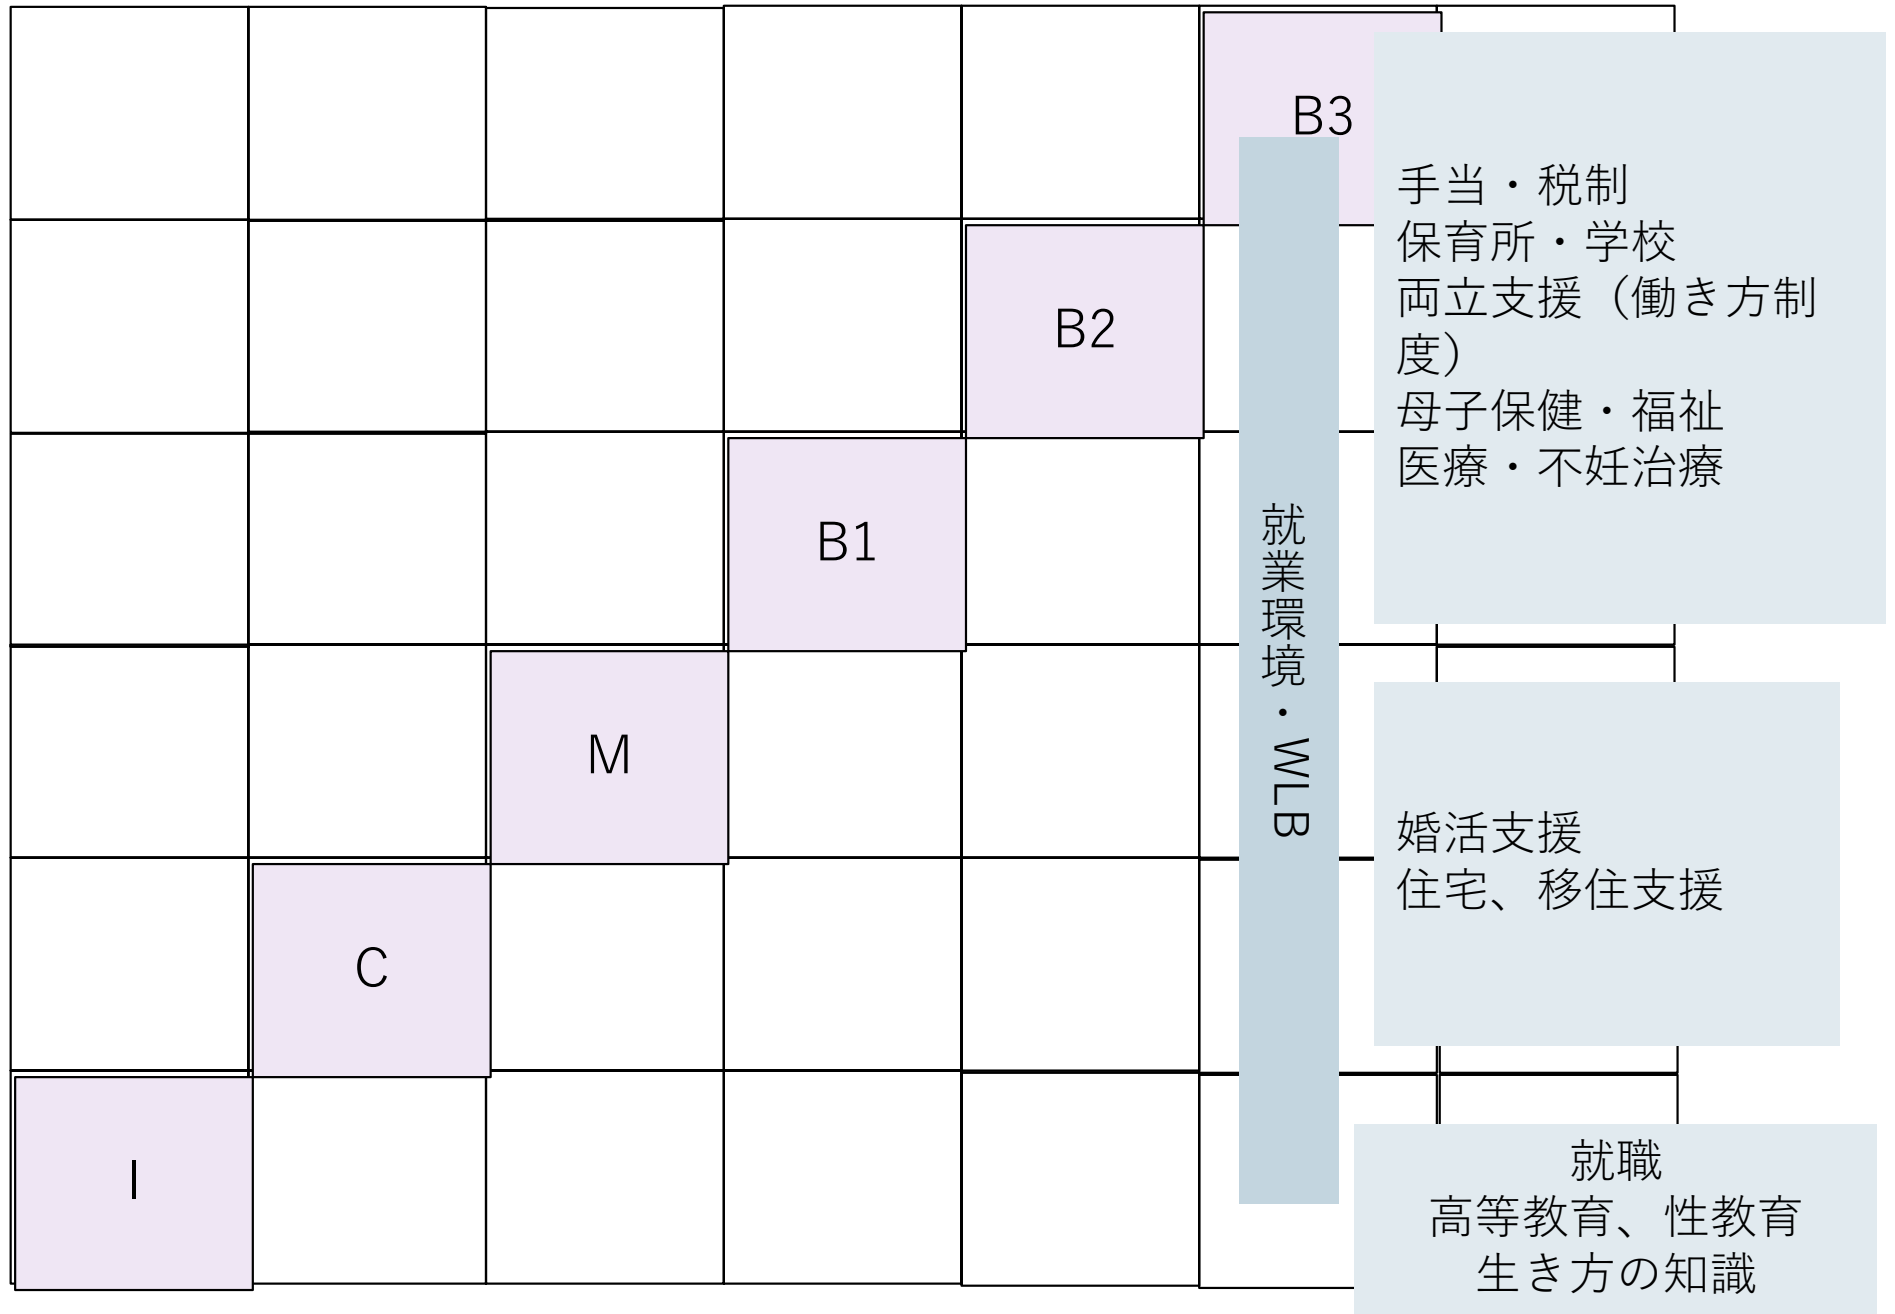 B3
手当・税制
保育所・学校
両立支援（働き方制
度）
母子保健・福祉
医療・不妊治療
B2
B1
就業環境・WLB
M
婚活支援
住宅、移住支援
C
I
就職
高等教育、性教育
生き方の知識